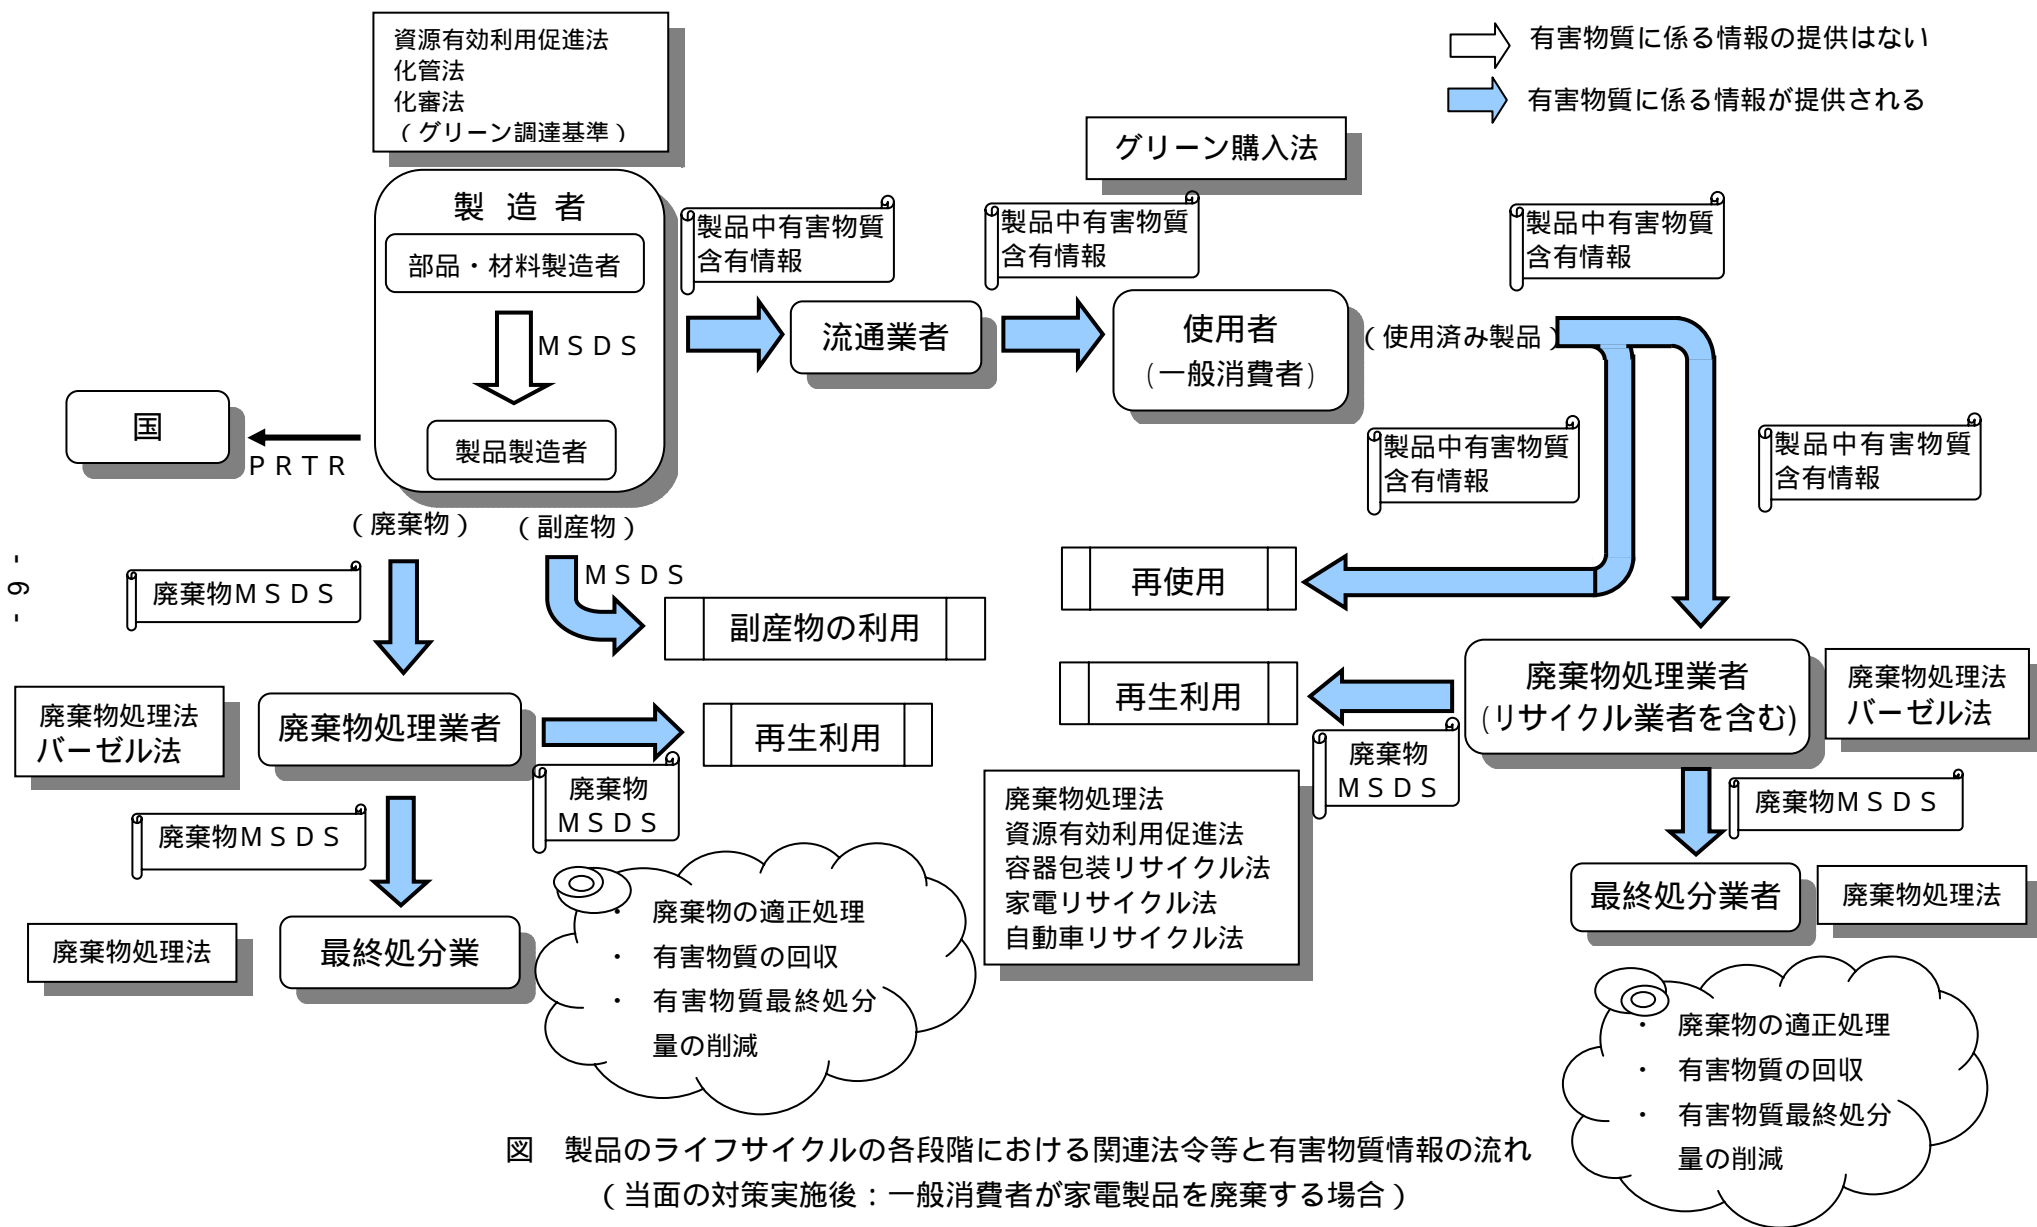 資源有効利用促進法
化管法
化審法
(グリーン調達基準)
有害物質に係る情報の提供はない
有害物質に係る情報が提供される
グリーン購入法
製造者
部品・材料製造者
MSDS
製品製造者
製品中有害物質
含有情報
流通業者
製品中有害物質
含有情報
使用者
(一般消費者)
(使用済み製品)
製品中有害物質
含有情報
製品中有害物質
含有情報
製品中有害物質
含有情報
国
PRTR
(廃棄物)
(副産物)
廃棄物MSDS
MSDS
副産物の利用
再使用
再生利用
廃棄物処理業者
(リサイクル業者を含む)
廃棄物処理法
バーゼル法
廃棄物処理法
バーゼル法
廃棄物処理業者
再生利用
廃棄物
MSDS
廃棄物
MSDS
廃棄物MSDS
廃棄物MSDS
廃棄物処理法
資源有効利用促進法
容器包装リサイクル法
家電リサイクル法
自動車リサイクル法
最終処分業者
廃棄物処理法
廃棄物処理法
最終処分業
・ 廃棄物の適正処理
・ 有害物質の回収
・ 有害物質最終処分
量の削減
・ 廃棄物の適正処理
・ 有害物質の回収
・ 有害物質最終処分
量の削減
図 製品のライフサイクルの各段階における関連法令等と有害物質情報の流れ
(当面の対策実施後:一般消費者が家電製品を廃棄する場合)
- 9 -